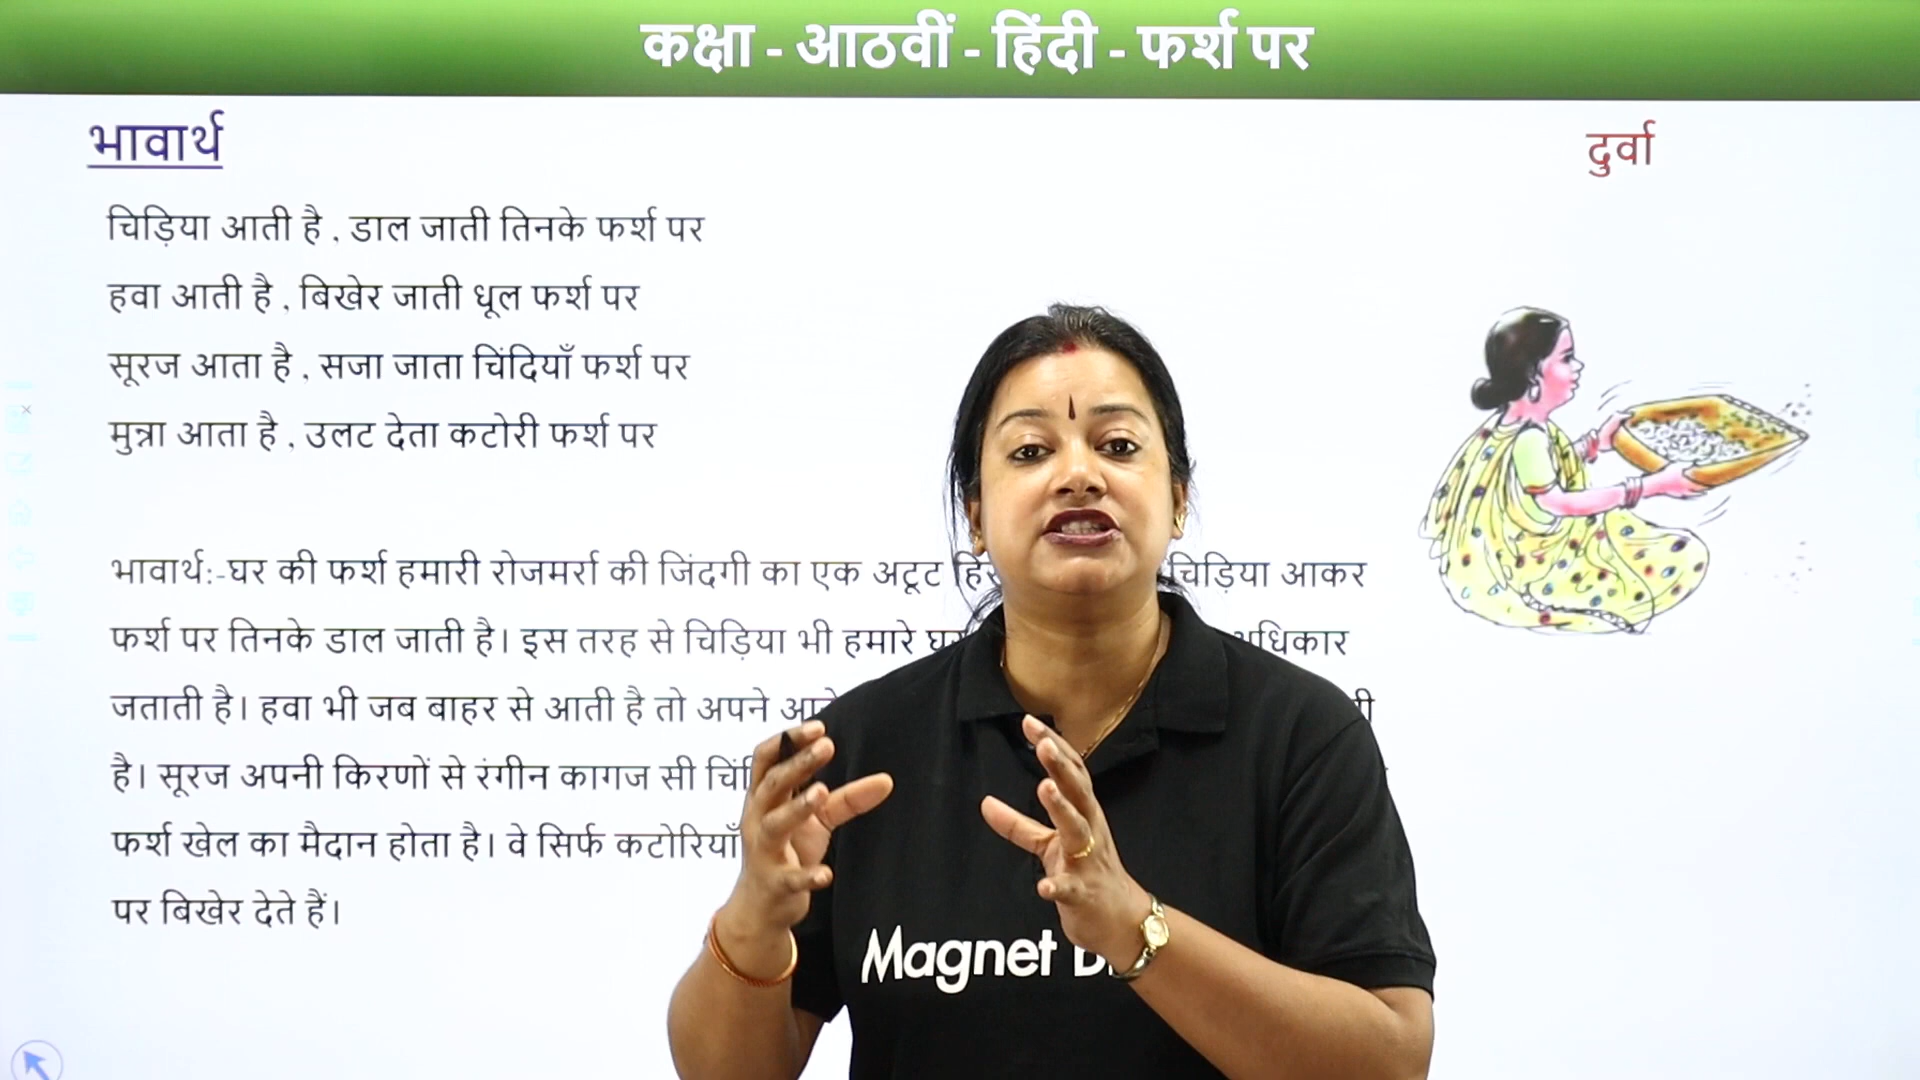 कक्षा - आठवीं - हिंदी - फर्श पर
भावार्थ
दुर्वा
चिड़िया आती है , डाल जाती तिनके फर्श पर
हवा आती है , बिखेर जाती धूल फर्श पर
सूरज आता है , सजा जाता चिंदियाँ फर्श पर
मुन्ना आता है , उलट देता कटोरी फर्श पर
भावार्थ:-घर की फर्श हमारी रोजमर्रा की जिंदगी का एक अटूट चिड़िया आकर
फर्श पर तिनके डाल जाती है। इस तरह से चिड़िया भी हमारे अधिकार
जताती है। हवा भी जब बाहर से आती है तो अपने
है। सूरज अपनी किरणों से रंगीन कागज सी
फर्श खेल का मैदान होता है। वे सिर्फ कटोरियाँ
पर बिखेर देते हैं।
Magnet